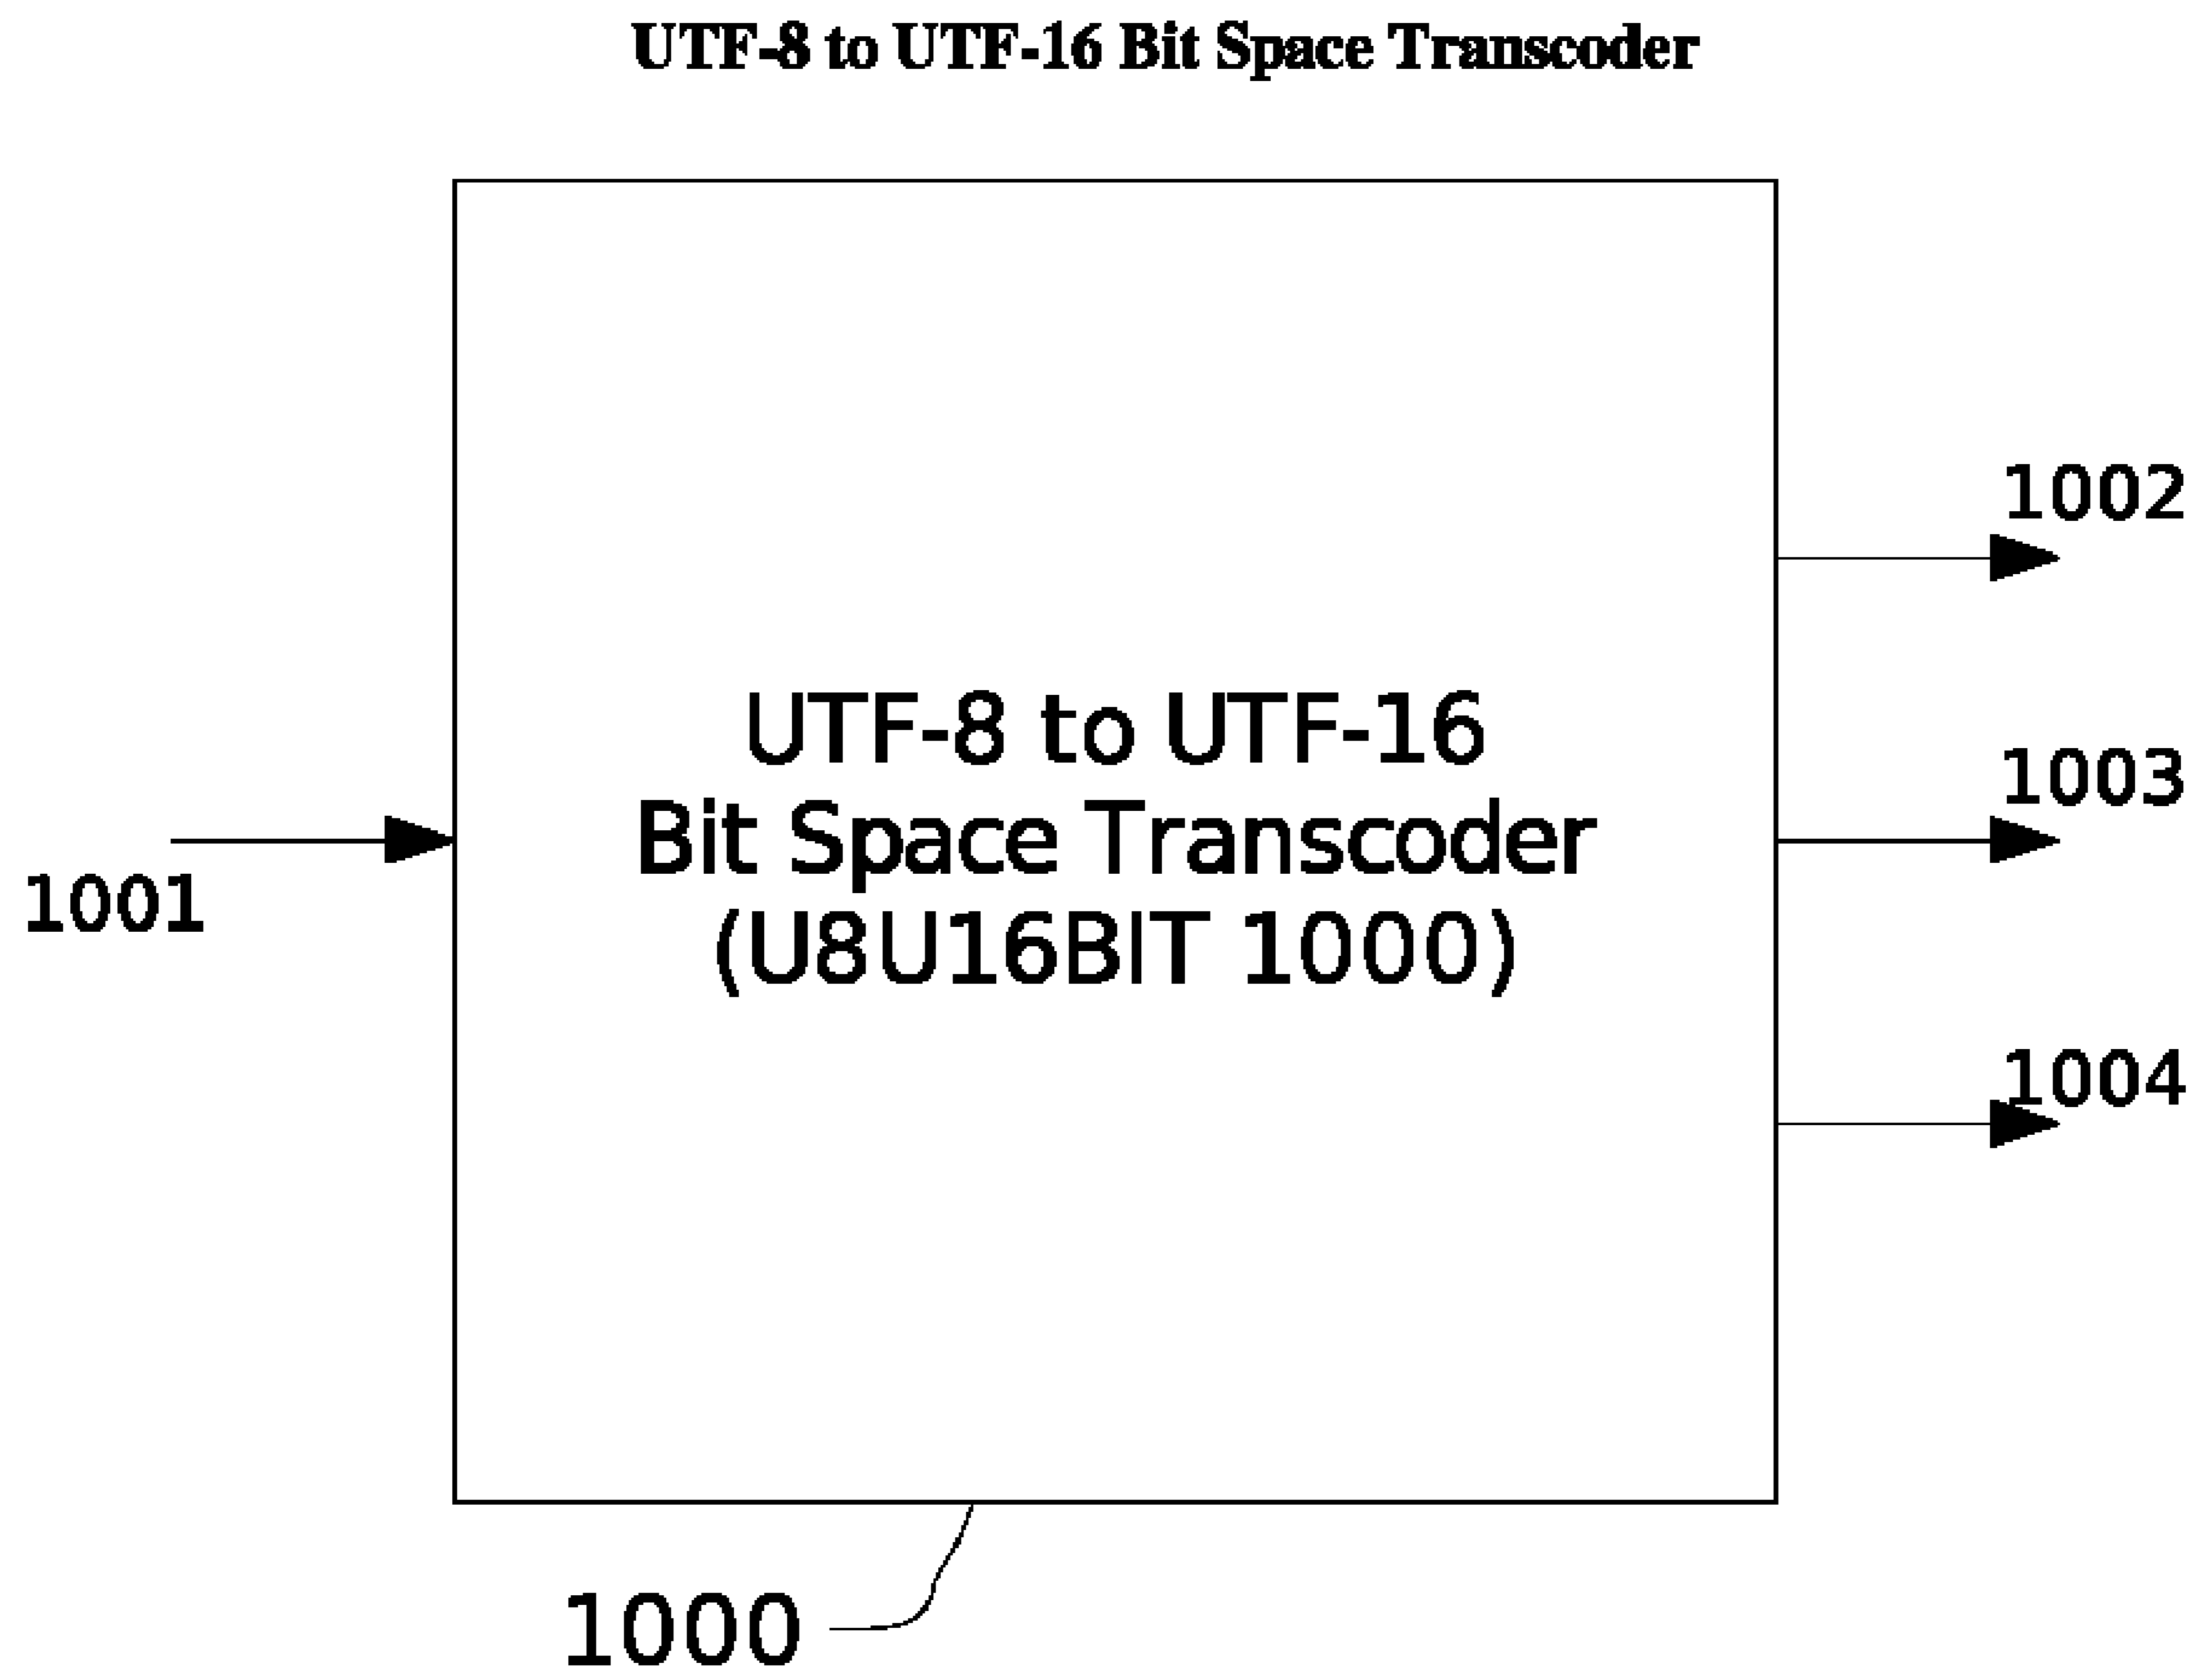 UTF-8 to UTF-16 Bit Space Transcoder
1002
UTF-8 to UTF-16
1003
Bit Space Transcoder
1001
(U8U16BIT 1000)
1004
1000